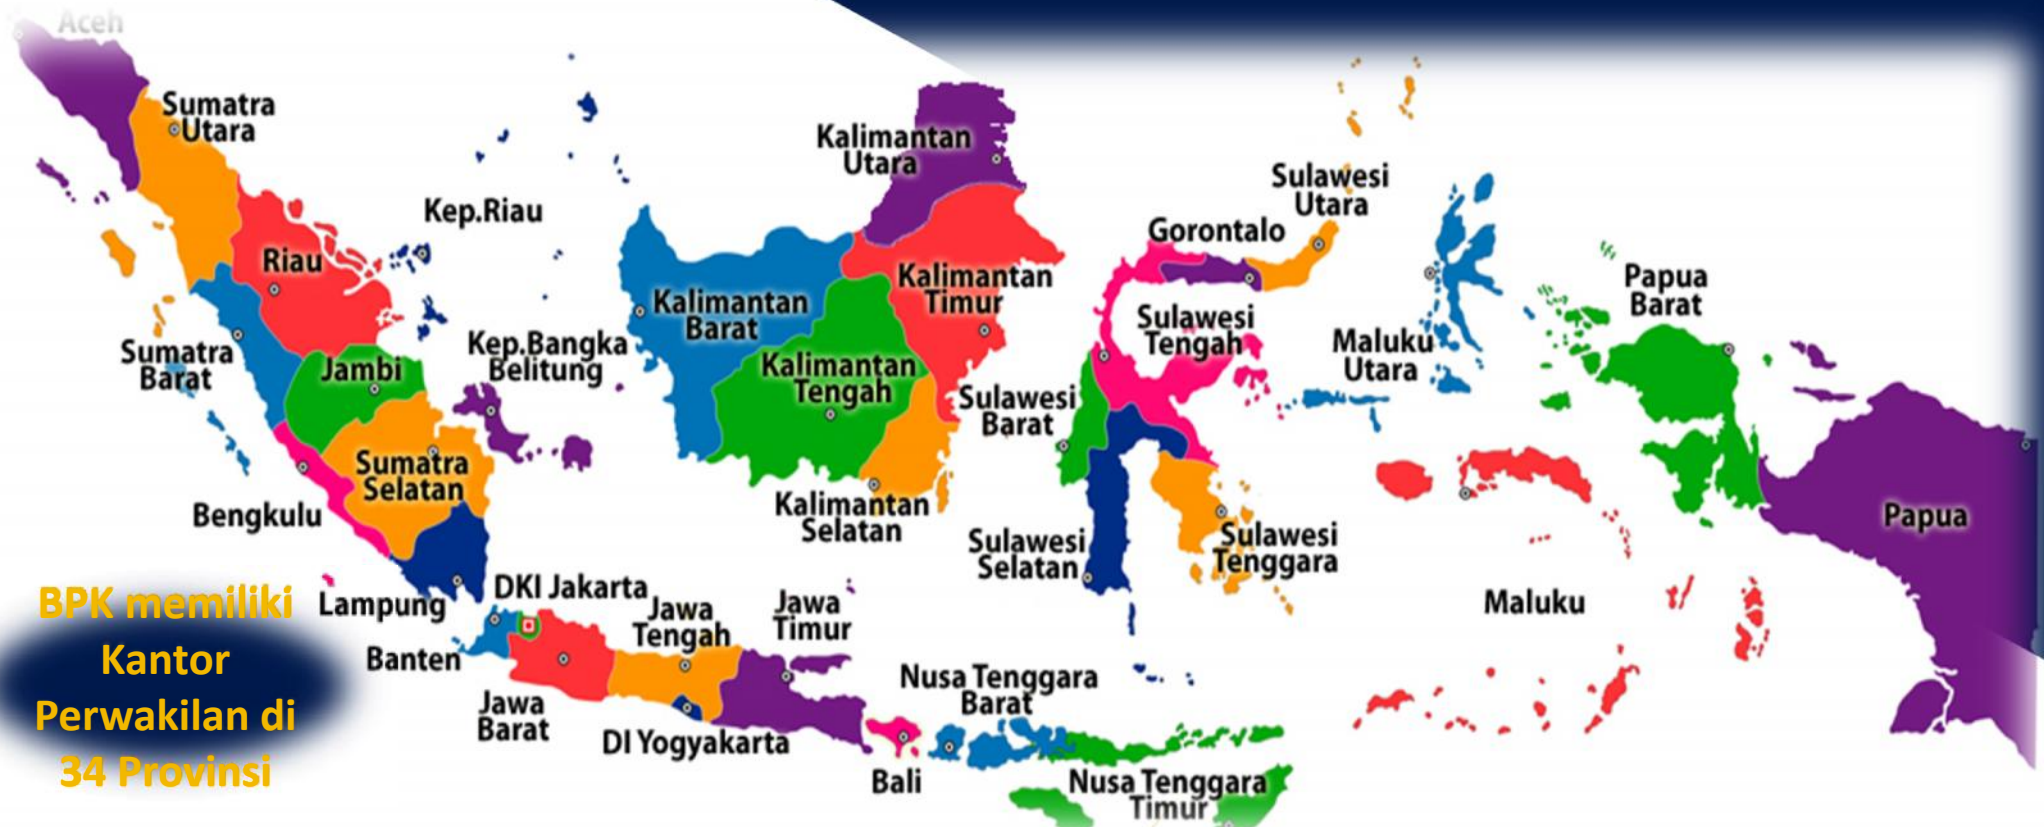 Aceh
Sumatra
Utara
Kep.Riau
Riau
Sumatra
Barat
Jambi
Kep.Bangka
Belitung
Sumatra
Selatan
Bengkulu
Lampung
Kalimantan
Utara
Kalimantan
Barat
Kalimantan
Timur
Kalimantan
Tengah
Kalimantan
Selatan
Sulawesi
Utara
Gorontalo
Sulawesi
Tengah
Sulawesi
Barat
Sulawesi
Selatan
Sulawesi
Tenggara
Maluku
Utara
Papua
Barat
Papua
Maluku
DKI Jakarta
Banten
Jawa
Barat
Jawa
Tengah
DI Yogyakarta
Jawa
Timur
Bali
Nusa Tenggara
Barat
Nusa Tenggara
Timur
BPK memiliki
Kantor
Perwakilan di
34 Provinsi